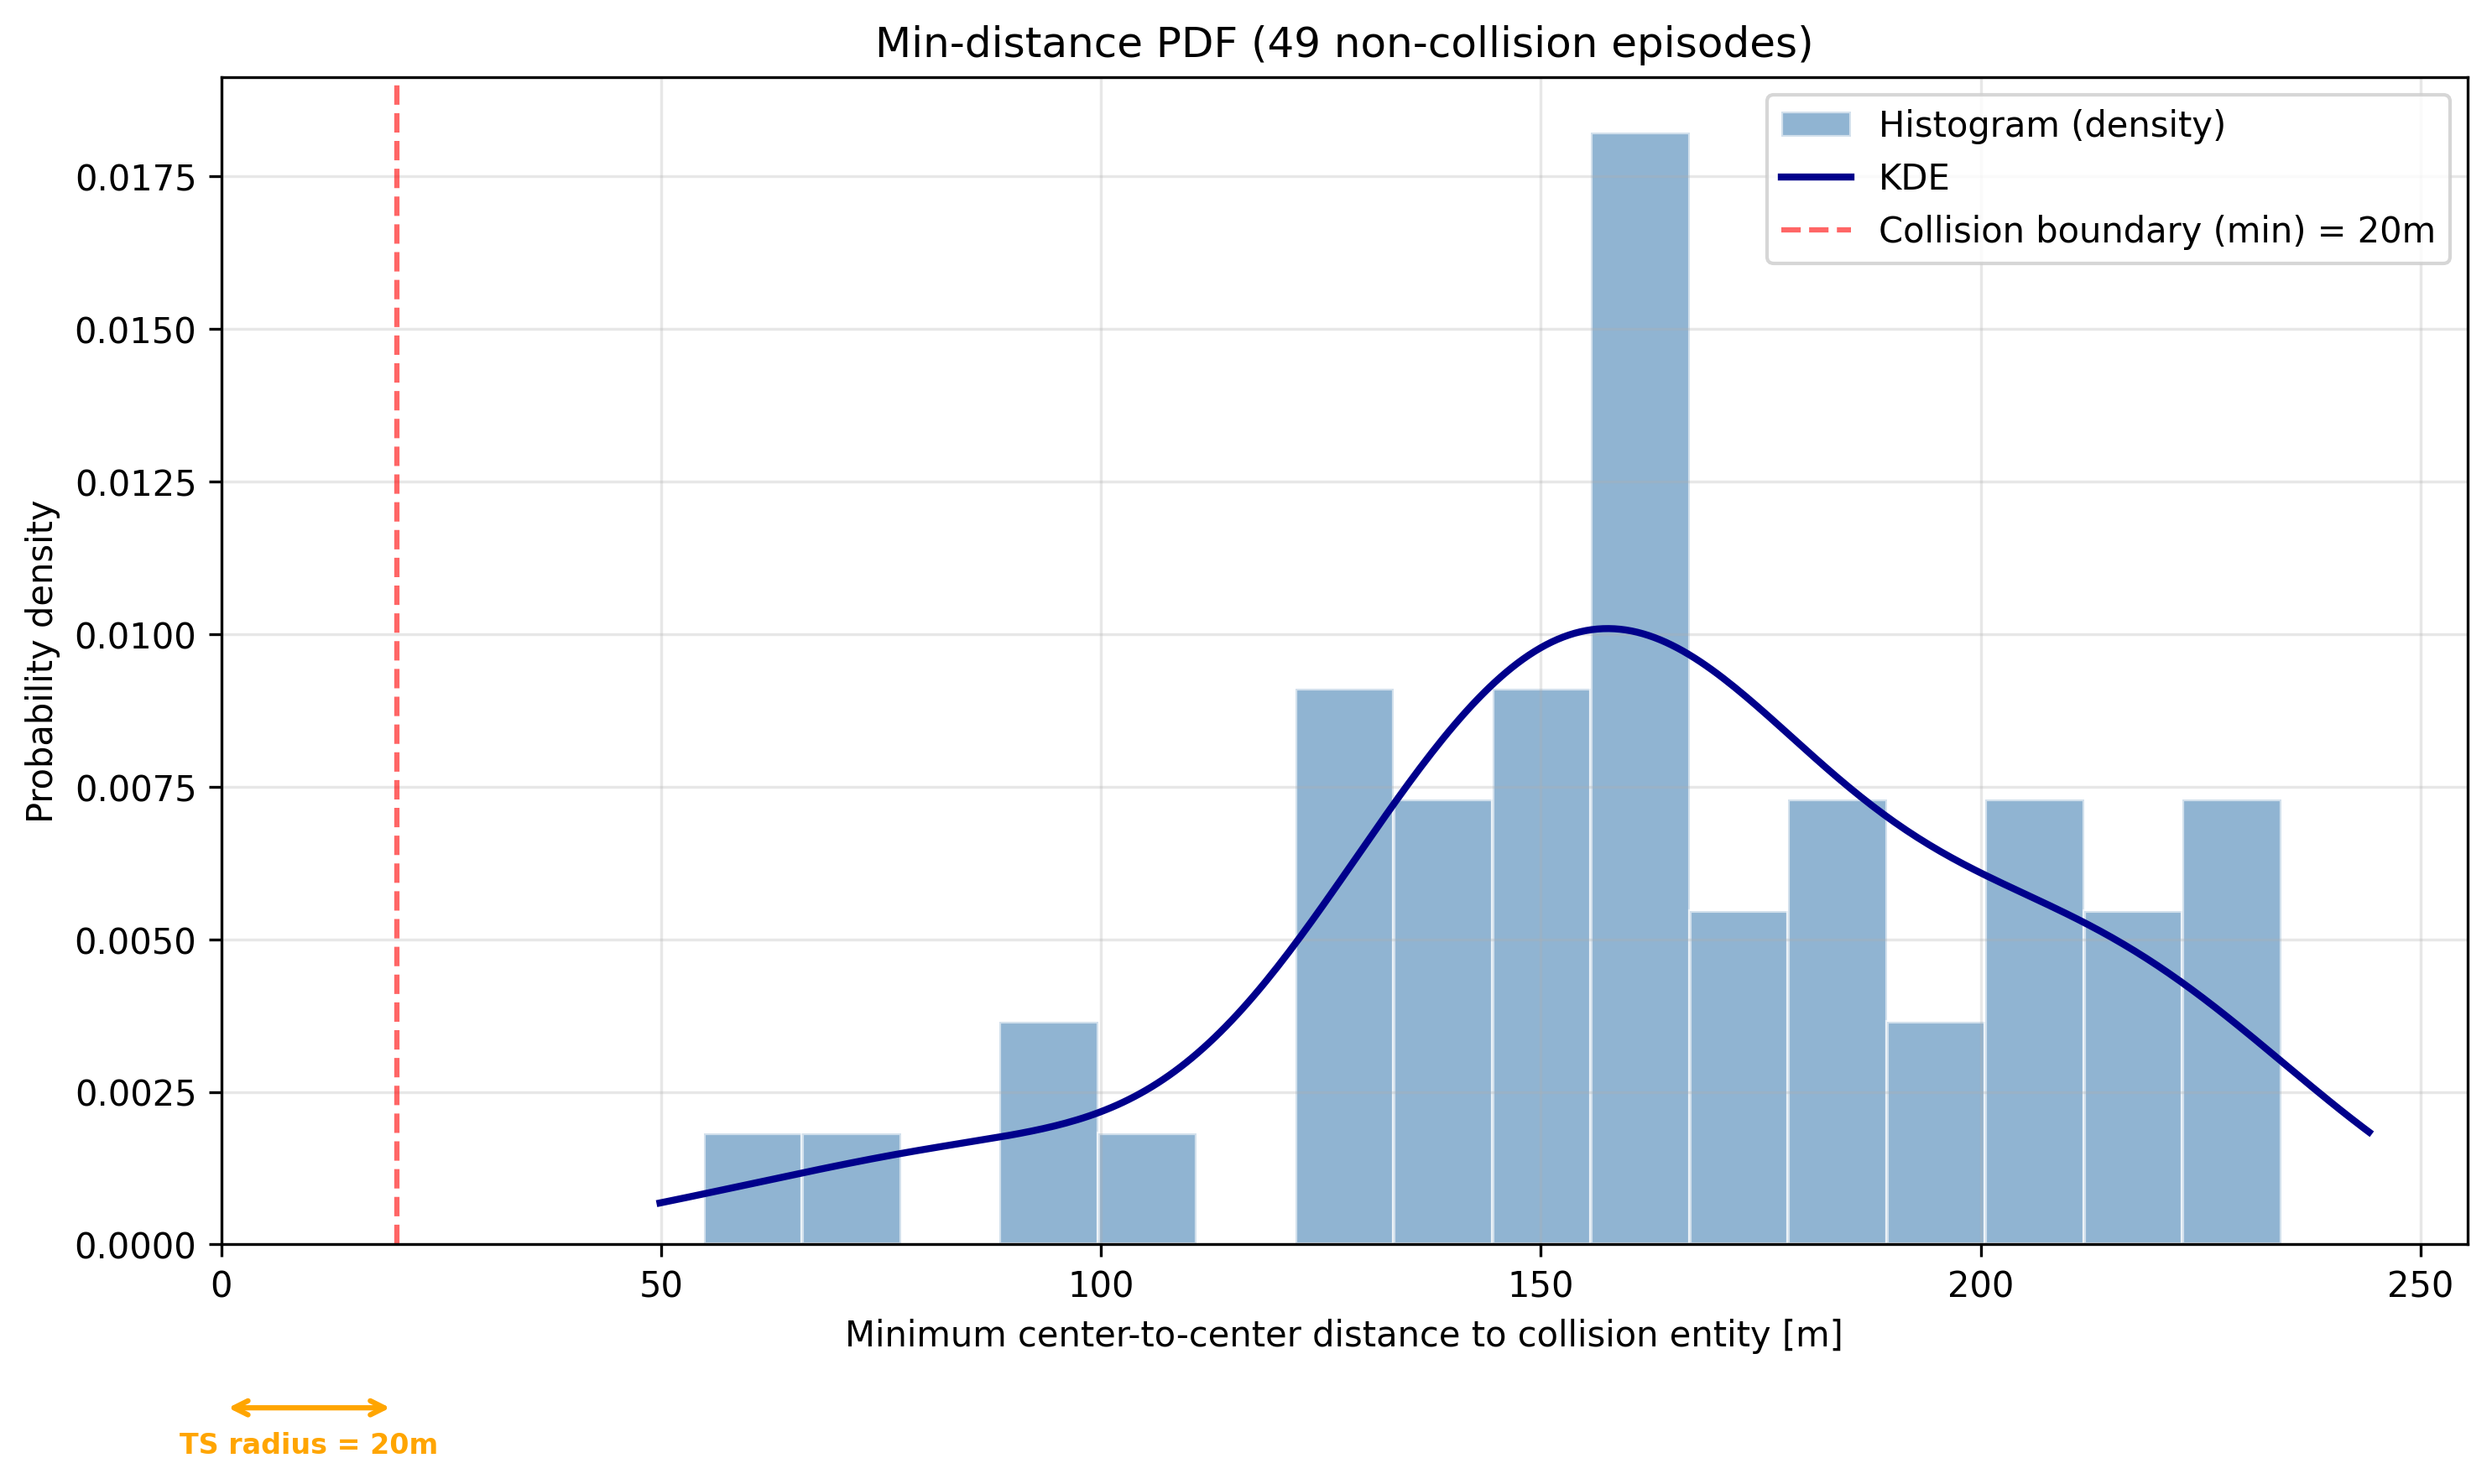 Min-distance PDF (49 non-collision episodes)
Histogram (density)
KDE
Collision boundary (min) = 20m
Probability density
0.0175
0.0150
0.0125
0.0100
0.0075
0.0050
0.0025
0.0000
0 50 100 150 200 250
Minimum center-to-center distance to collision entity [m]
TS radius = 20m